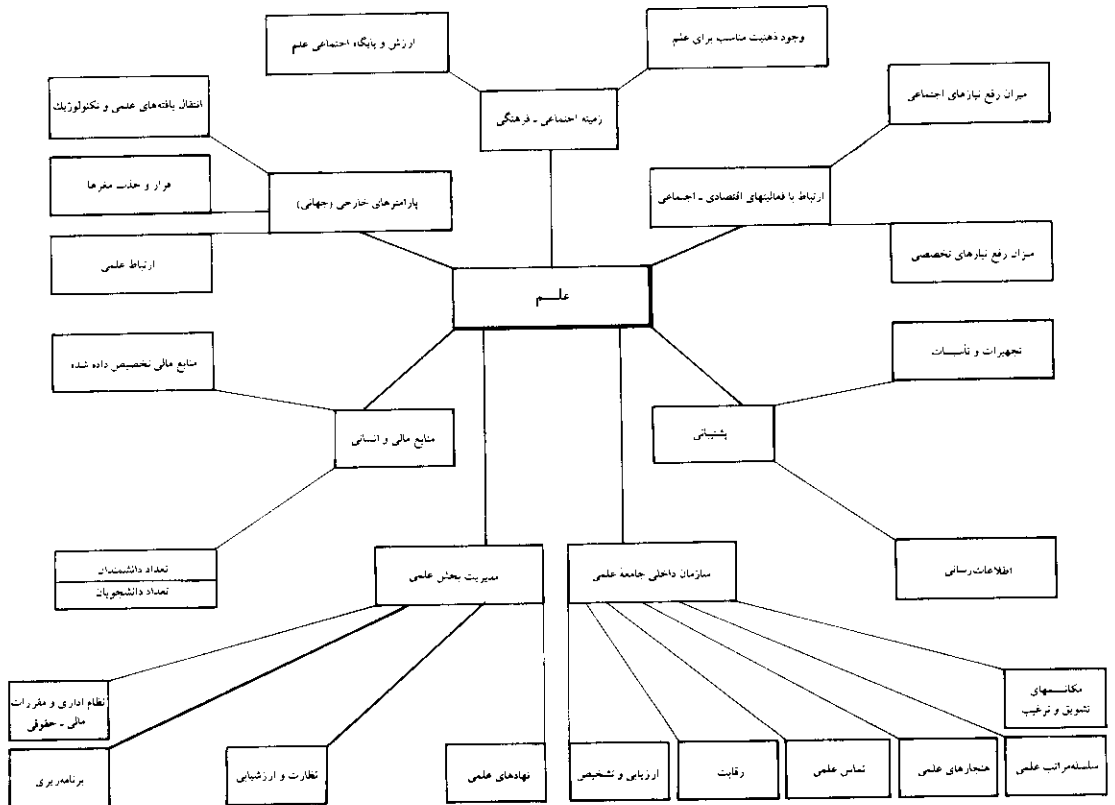 ارزش و پایگاه اجتماعی علم
وجود ذهنیت مناسب برای علم
انتقال یافته‌های علمی و تکنولوژیک
زمینه اجتماعی ـ فرهنگی
میزان رفع نیازهای اجتماعی
فرار و جذب مغزها
پارامترهای خارجی (جهانی)
ارتباط با فعالیتهای اقتصادی ـ اجتماعی
ارتباط علمی
میزان رفع نیازهای تخصصی
علـــم
منابع مالی تخصیص داده شده
تجهیزات و تأسیسات
منابع مالی و انسانی
پشتیبانی
تعداد دانشمندان
تعداد دانشجویان
مدیریت بخش علمی
سازمان داخلی جامعهٔ علمی
اطلاعات‌رسانی
نظام اداری و مقررات
مالی ـ حقوقی
مکانیسمهای
تشویق و ترغیب
برنامه‌ریزی
نظارت و ارزشیابی
نهادهای علمی
ارزیابی و تشخیص
رقابت
تماس علمی
هنجارهای علمی
سلسله‌مراتب علمی